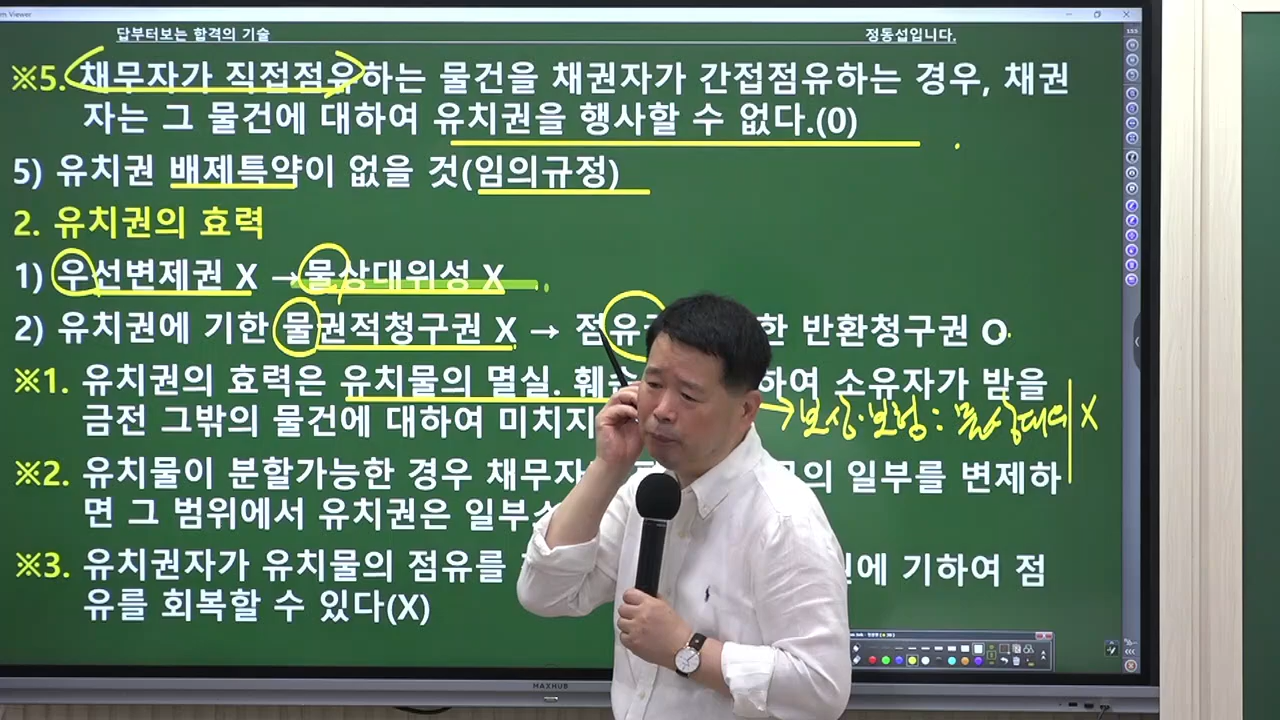 답부터보는 합격의 기술 정동섭입니다.
※5. 채무자가 직접점유하는 물건을 채권자가 간접점유하는 경우, 채권
자는 그 물건에 대하여 유치권을 행사할 수 없다.(0)
5) 유치권 배제특약이 없을 것(임의규정)
2. 유치권의 효력
1) 우선변제권 X → 물상대위성 X
2) 유치권에 기한 물권적청구권 X → 점유 한 반환청구권 O
※1. 유치권의 효력은 유치물의 멸실. 훼 하여 소유자가 받을
금전 그밖의 물건에 대하여 미치지 → 보상·보험 : 물상대위 X
※2. 유치물이 분할가능한 경우 채무자 의 일부를 변제하
면 그 범위에서 유치권은 일부
※3. 유치권자가 유치물의 점유를 에 기하여 점
유를 회복할 수 있다(X)
MAXHUB